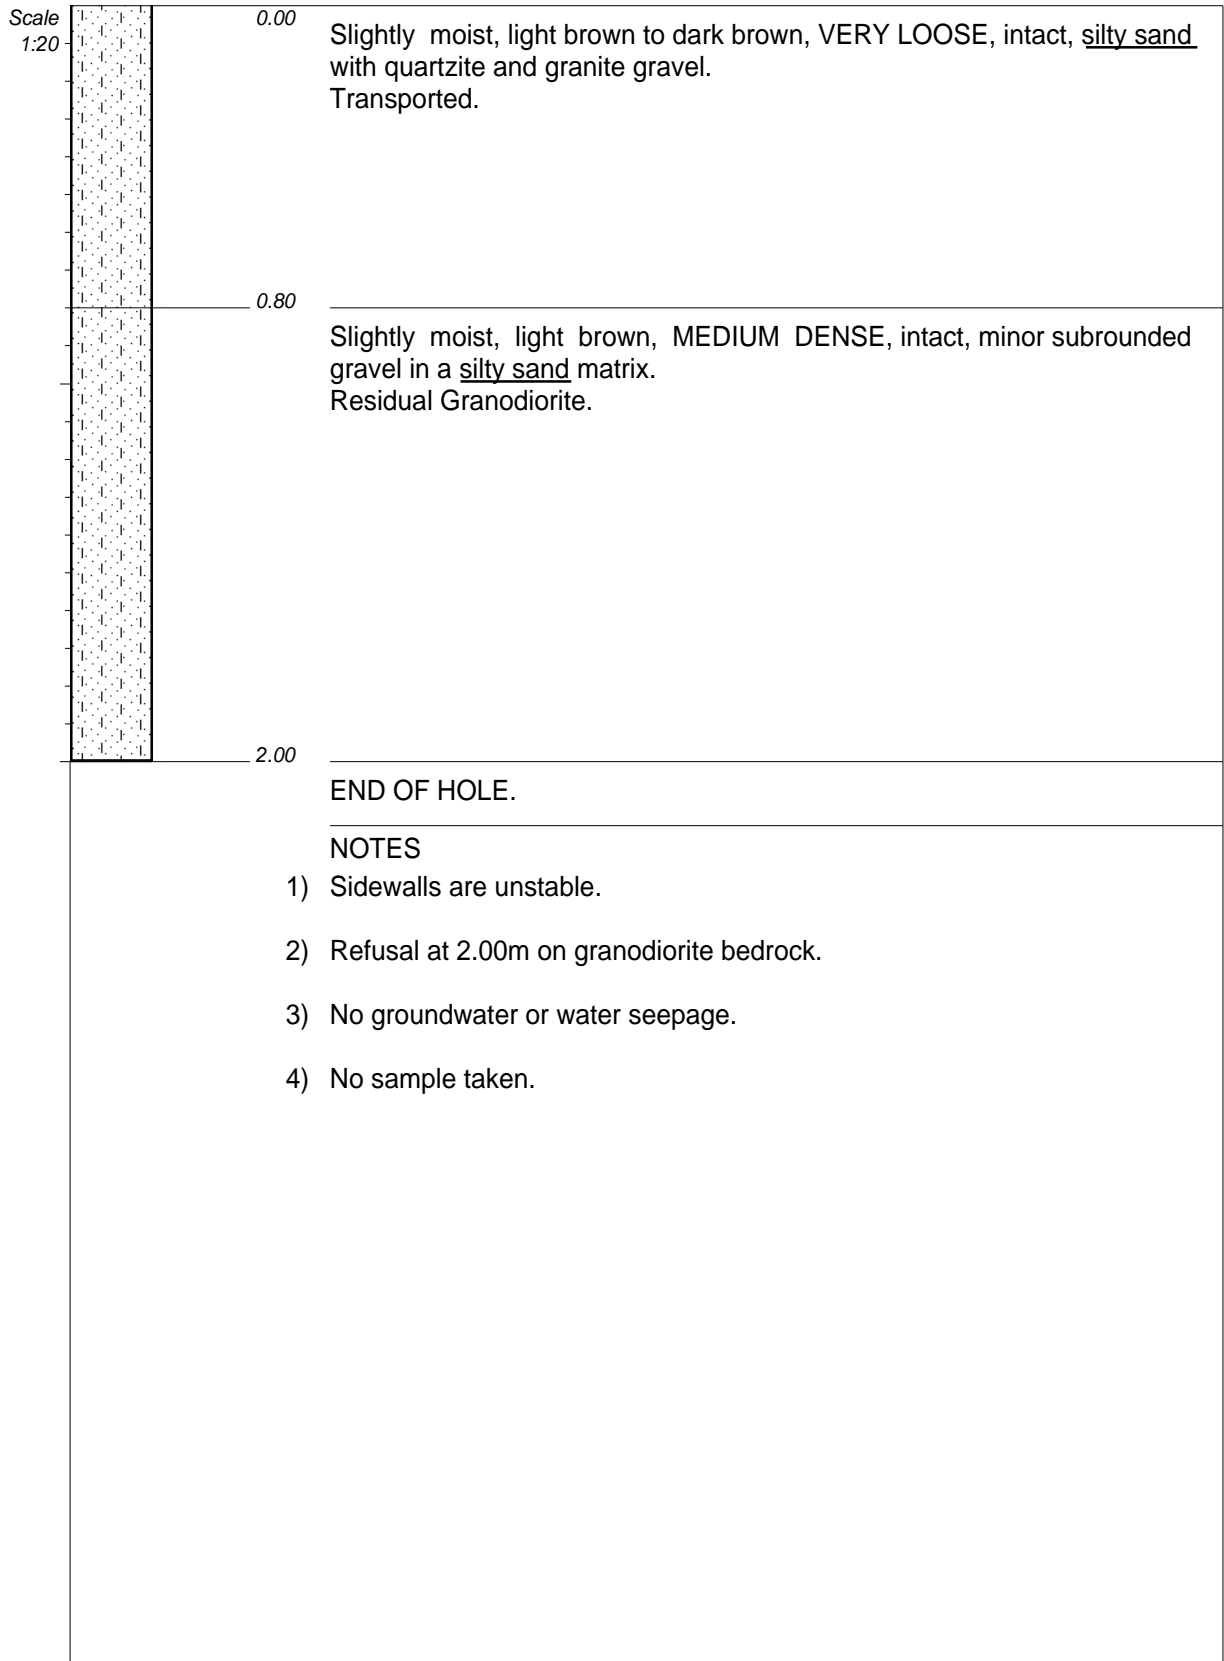 Scale
1:20
0.00
Slightly moist, light brown to dark brown, VERY LOOSE, intact, silty sand
with quartzite and granite gravel.
Transported.
0.80
Slightly moist, light brown, MEDIUM DENSE, intact, minor subrounded
gravel in a silty sand matrix.
Residual Granodiorite.
2.00
END OF HOLE.
NOTES
1) Sidewalls are unstable.
2) Refusal at 2.00m on granodiorite bedrock.
3) No groundwater or water seepage.
4) No sample taken.